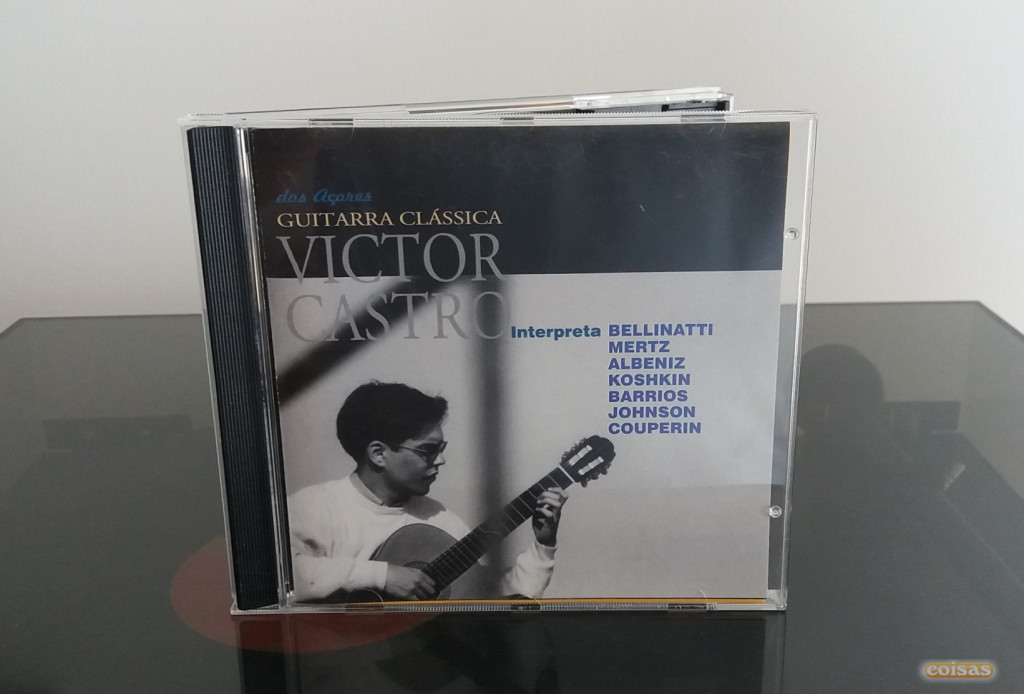 dos Açores
GUITARRA CLÁSSICA
VICTOR
CASTRO
Interpreta BELLINATTI
MERTZ
ALBENIZ
KOSHKIN
BARRIOS
JOHNSON
COUPERIN
coisas